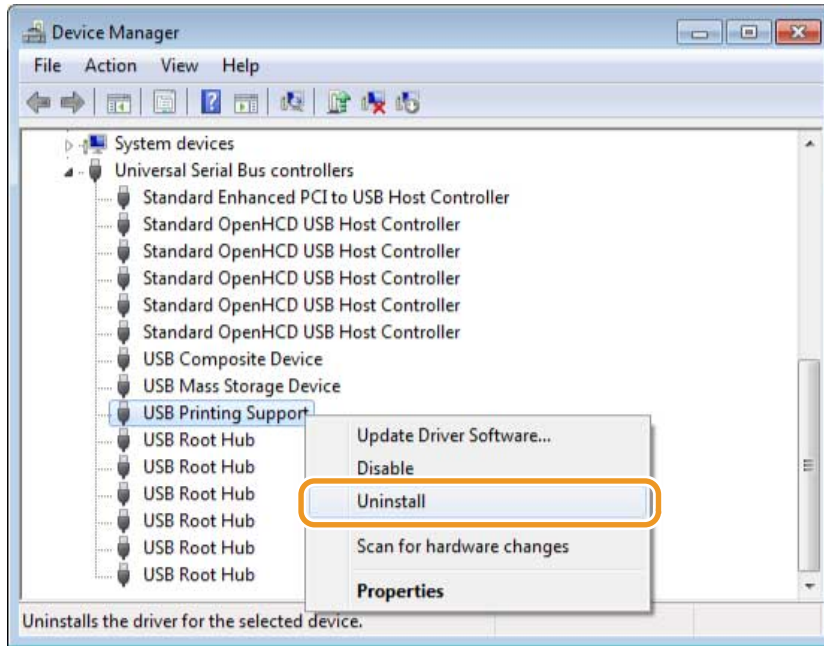 Device Manager
File Action View Help
System devices
Universal Serial Bus controllers
Standard Enhanced PCI to USB Host Controller
Standard OpenHCD USB Host Controller
Standard OpenHCD USB Host Controller
Standard OpenHCD USB Host Controller
Standard OpenHCD USB Host Controller
Standard OpenHCD USB Host Controller
USB Composite Device
USB Mass Storage Device
USB Printing Support
USB Root Hub
USB Root Hub
USB Root Hub
USB Root Hub
USB Root Hub
USB Root Hub
Update Driver Software...
Disable
Uninstall
Scan for hardware changes
Properties
Uninstalls the driver for the selected device.